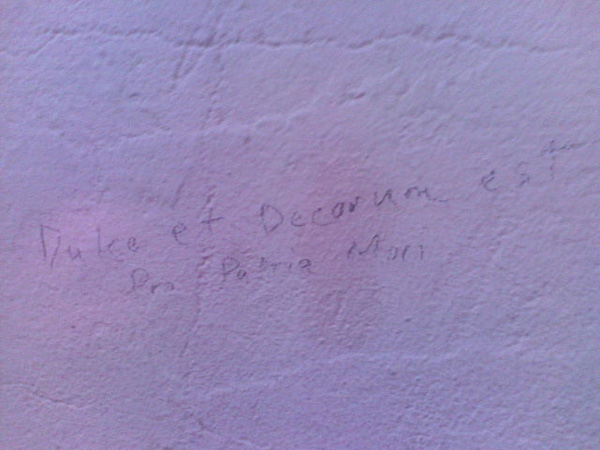 Dulce et Decorum est
Pro Patria Mori